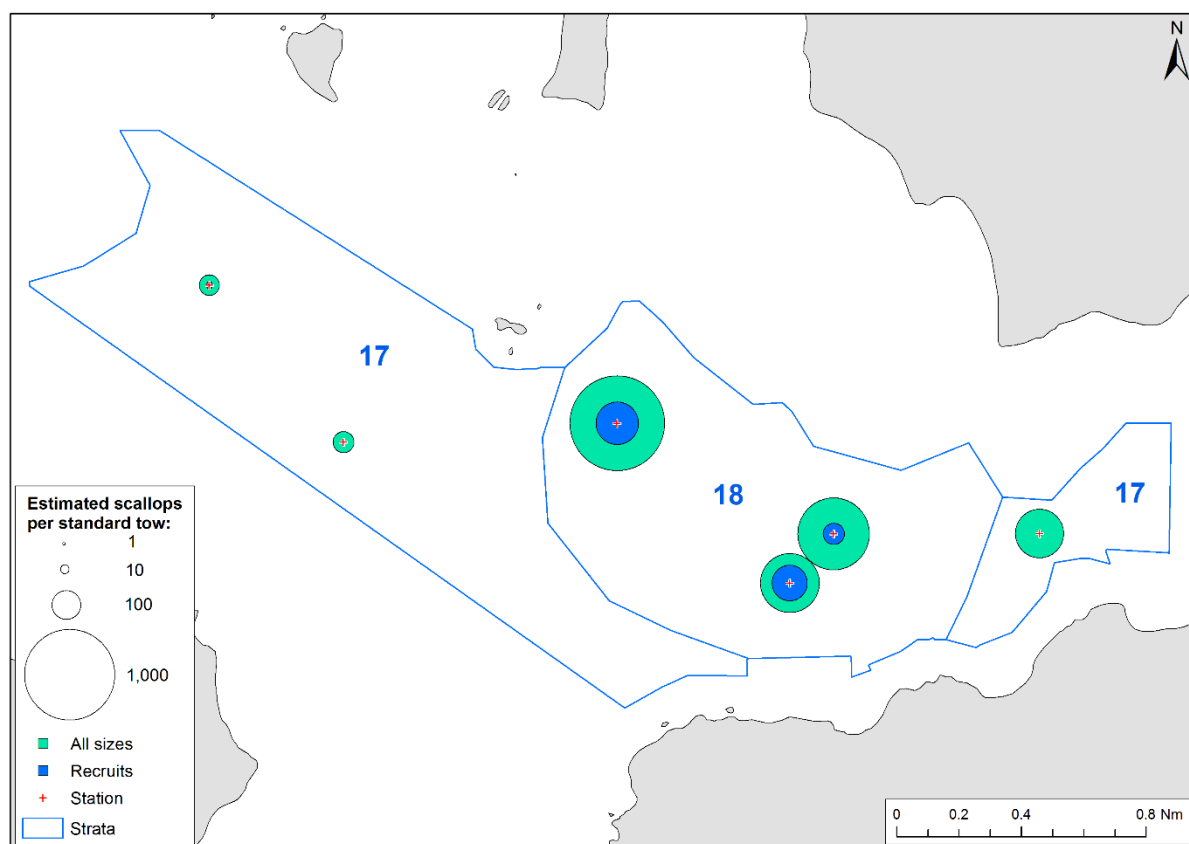 N
17
18
17
Estimated scallops
per standard tow:
1
10
100
1,000
All sizes
Recruits
Station
Strata
0 0.2 0.4 0.8 Nm